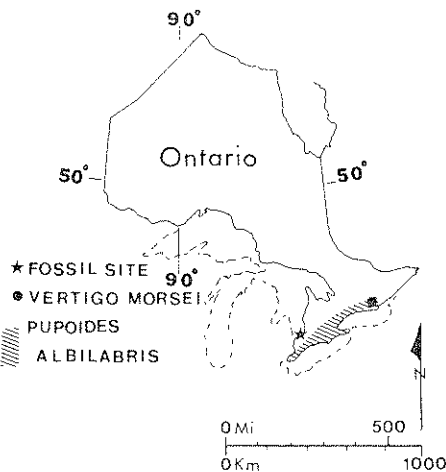 90°
Ontario
50°
50°
★ FOSSIL SITE
90°
● VERTIGO MORSEI
PUPOIDES
ALBILABRIS
N
0 Mi 500
0 Km 1000